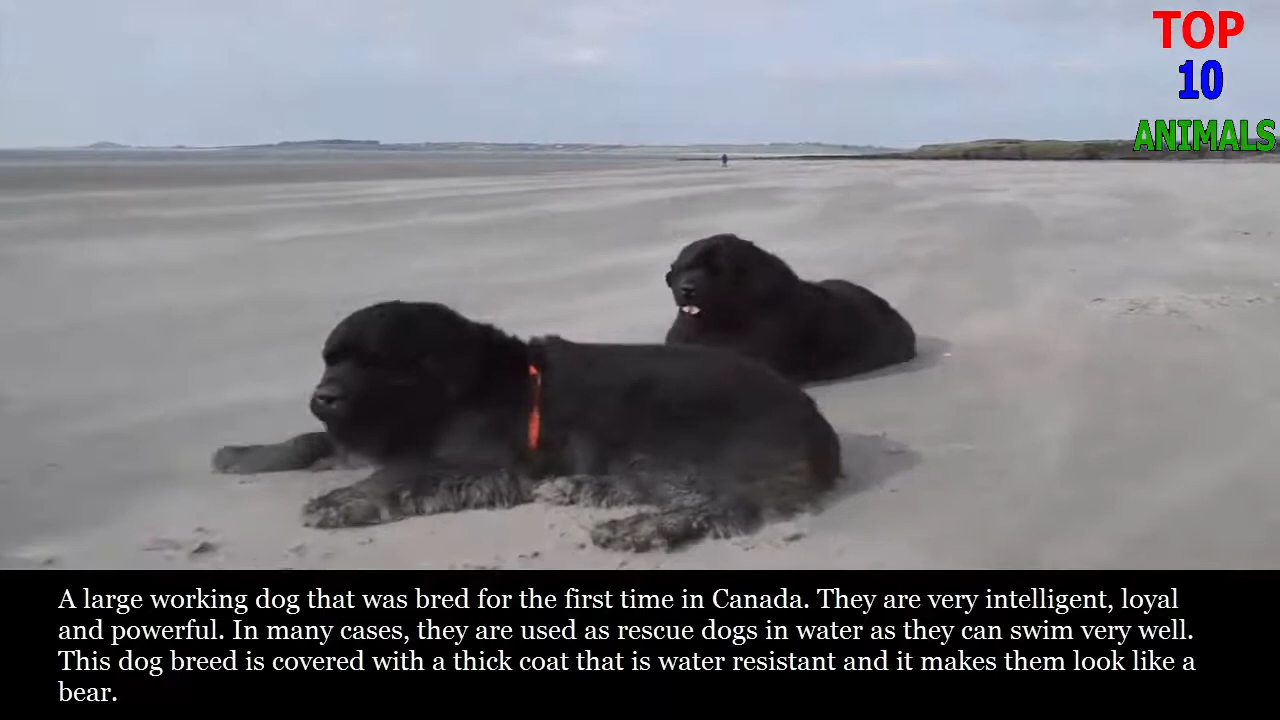 TOP
10
ANIMALS
A large working dog that was bred for the first time in Canada. They are very intelligent, loyal
and powerful. In many cases, they are used as rescue dogs in water as they can swim very well.
This dog breed is covered with a thick coat that is water resistant and it makes them look like a
bear.